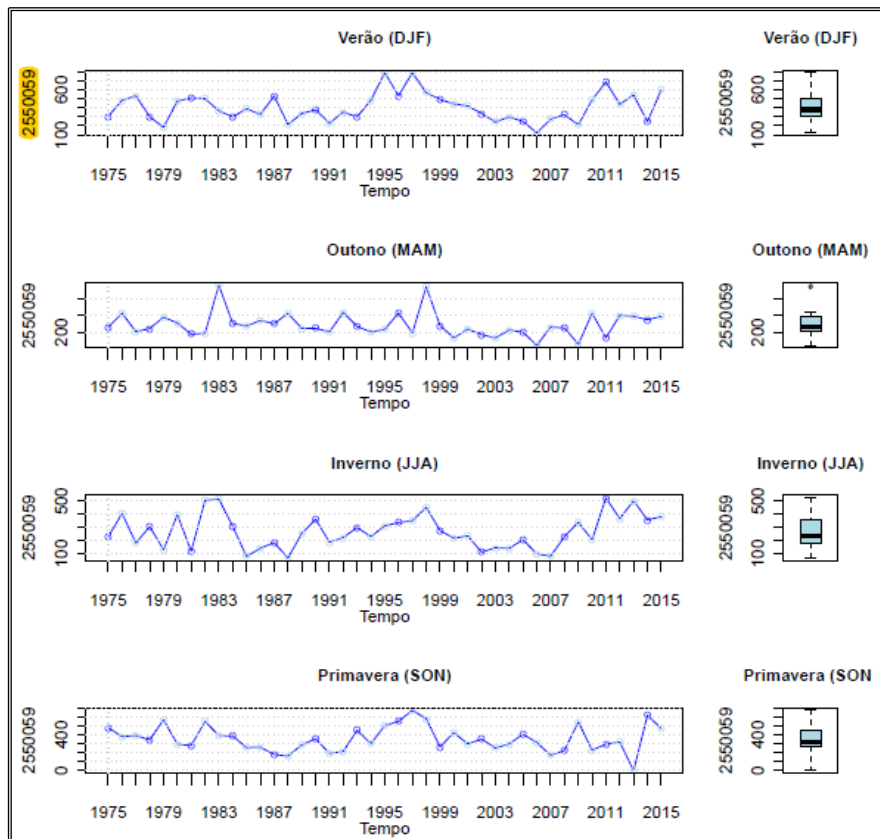 Verão (DJF)
Verão (DJF)
2550059
100 600
1975 1979 1983 1987 1991 1995 1999 2003 2007 2011 2015
Tempo
2550059
100 600
Outono (MAM)
Outono (MAM)
2550059
200
1975 1979 1983 1987 1991 1995 1999 2003 2007 2011 2015
Tempo
2550059
200
Inverno (JJA)
Inverno (JJA)
2550059
100 500
1975 1979 1983 1987 1991 1995 1999 2003 2007 2011 2015
Tempo
2550059
100 500
Primavera (SON)
Primavera (SON
2550059
0 400
1975 1979 1983 1987 1991 1995 1999 2003 2007 2011 2015
Tempo
2550059
0 400